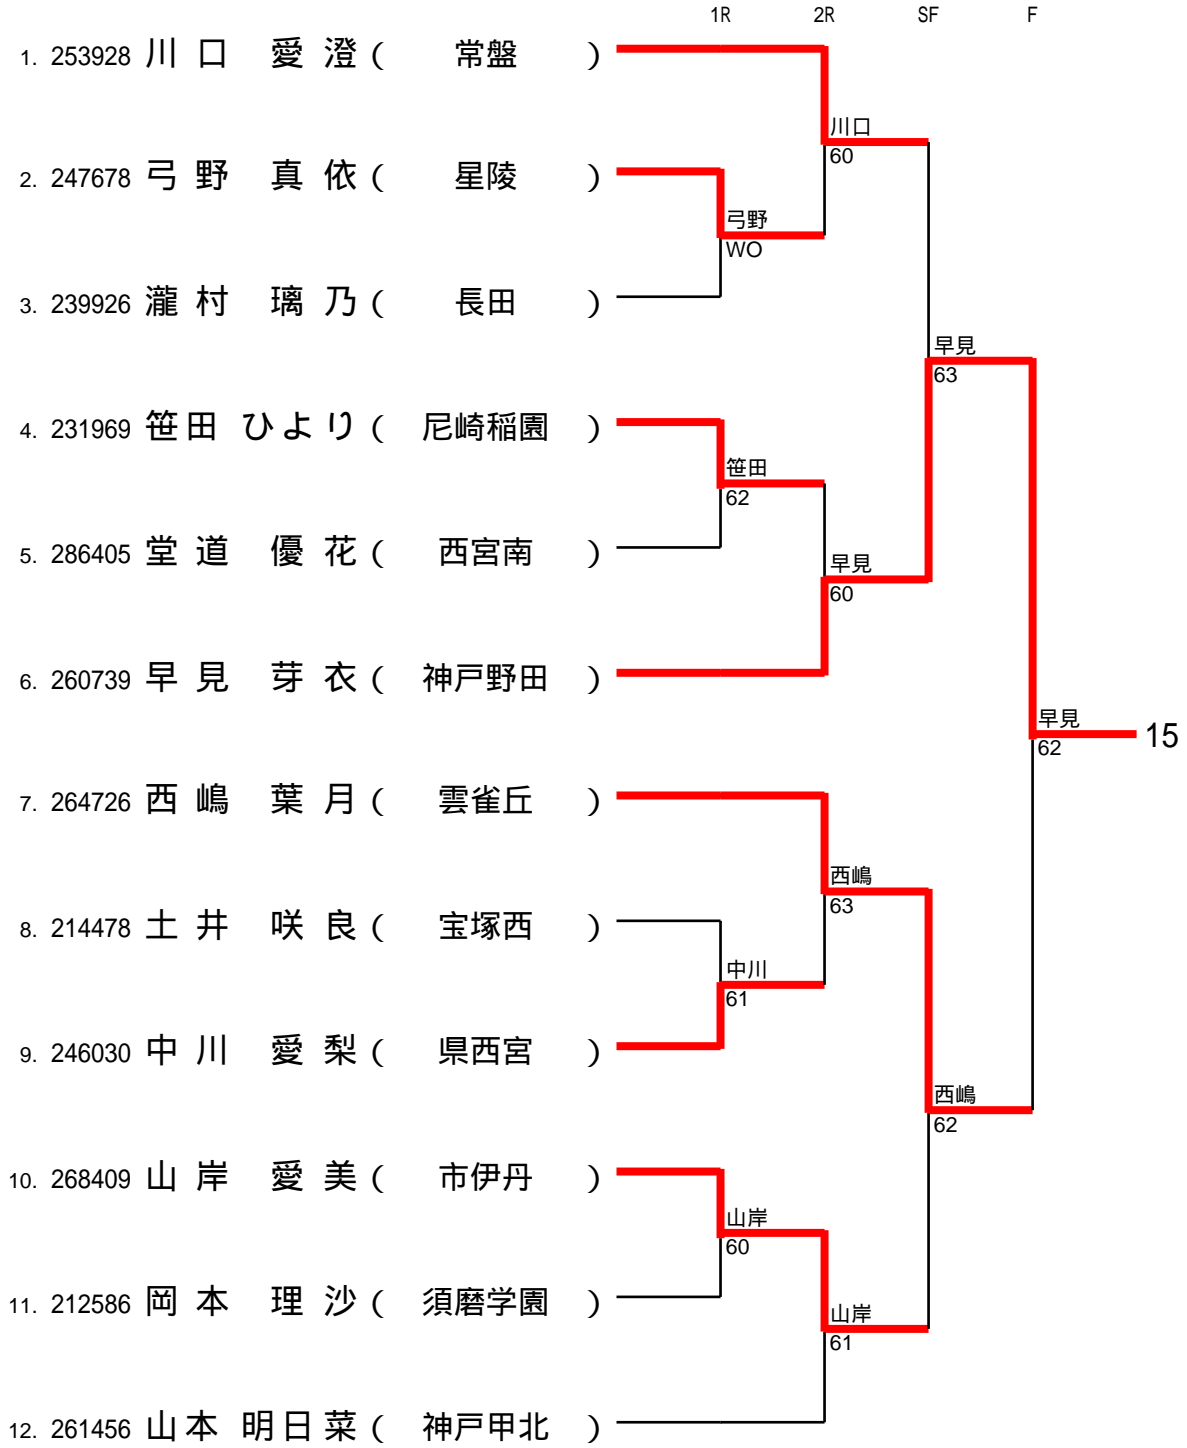 1R 2R SF F
1. 253928 川口 愛澄 ( 常盤 )
川口
60
2. 247678 弓野 真依 ( 星陵 )
弓野
WO
3. 239926 瀧村 璃乃 ( 長田 )
早見
63
4. 231969 笹田 ひより ( 尼崎稲園 )
笹田
62
5. 286405 堂道 優花 ( 西宮南 )
早見
60
6. 260739 早見 芽衣 ( 神戸野田 )
早見
62
15
7. 264726 西嶋 葉月 ( 雲雀丘 )
西嶋
63
8. 214478 土井 咲良 ( 宝塚西 )
中川
61
9. 246030 中川 愛梨 ( 県西宮 )
西嶋
62
10. 268409 山岸 愛美 ( 市伊丹 )
山岸
60
11. 212586 岡本 理沙 ( 須磨学園 )
山岸
61
12. 261456 山本 明日菜 ( 神戸甲北 )